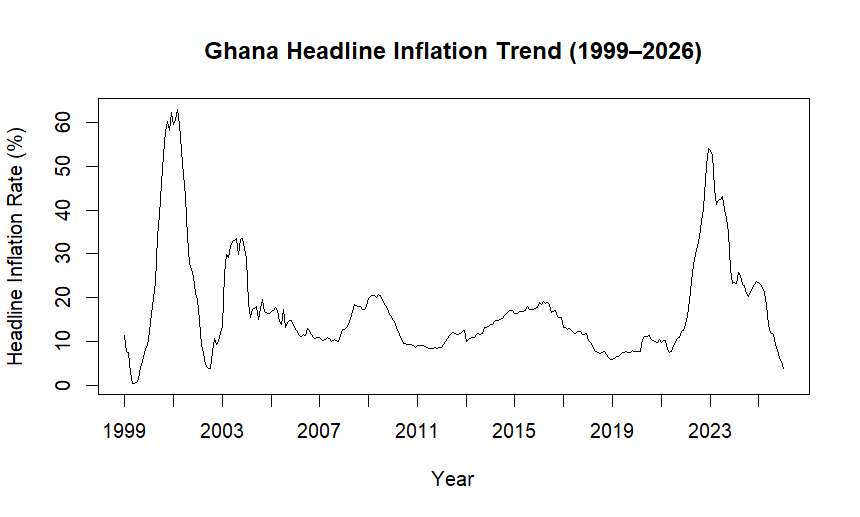 Ghana Headline Inflation Trend (1999–2026)
Headline Inflation Rate (%)
60
50
40
30
20
10
0
1999 2003 2007 2011 2015 2019 2023
Year